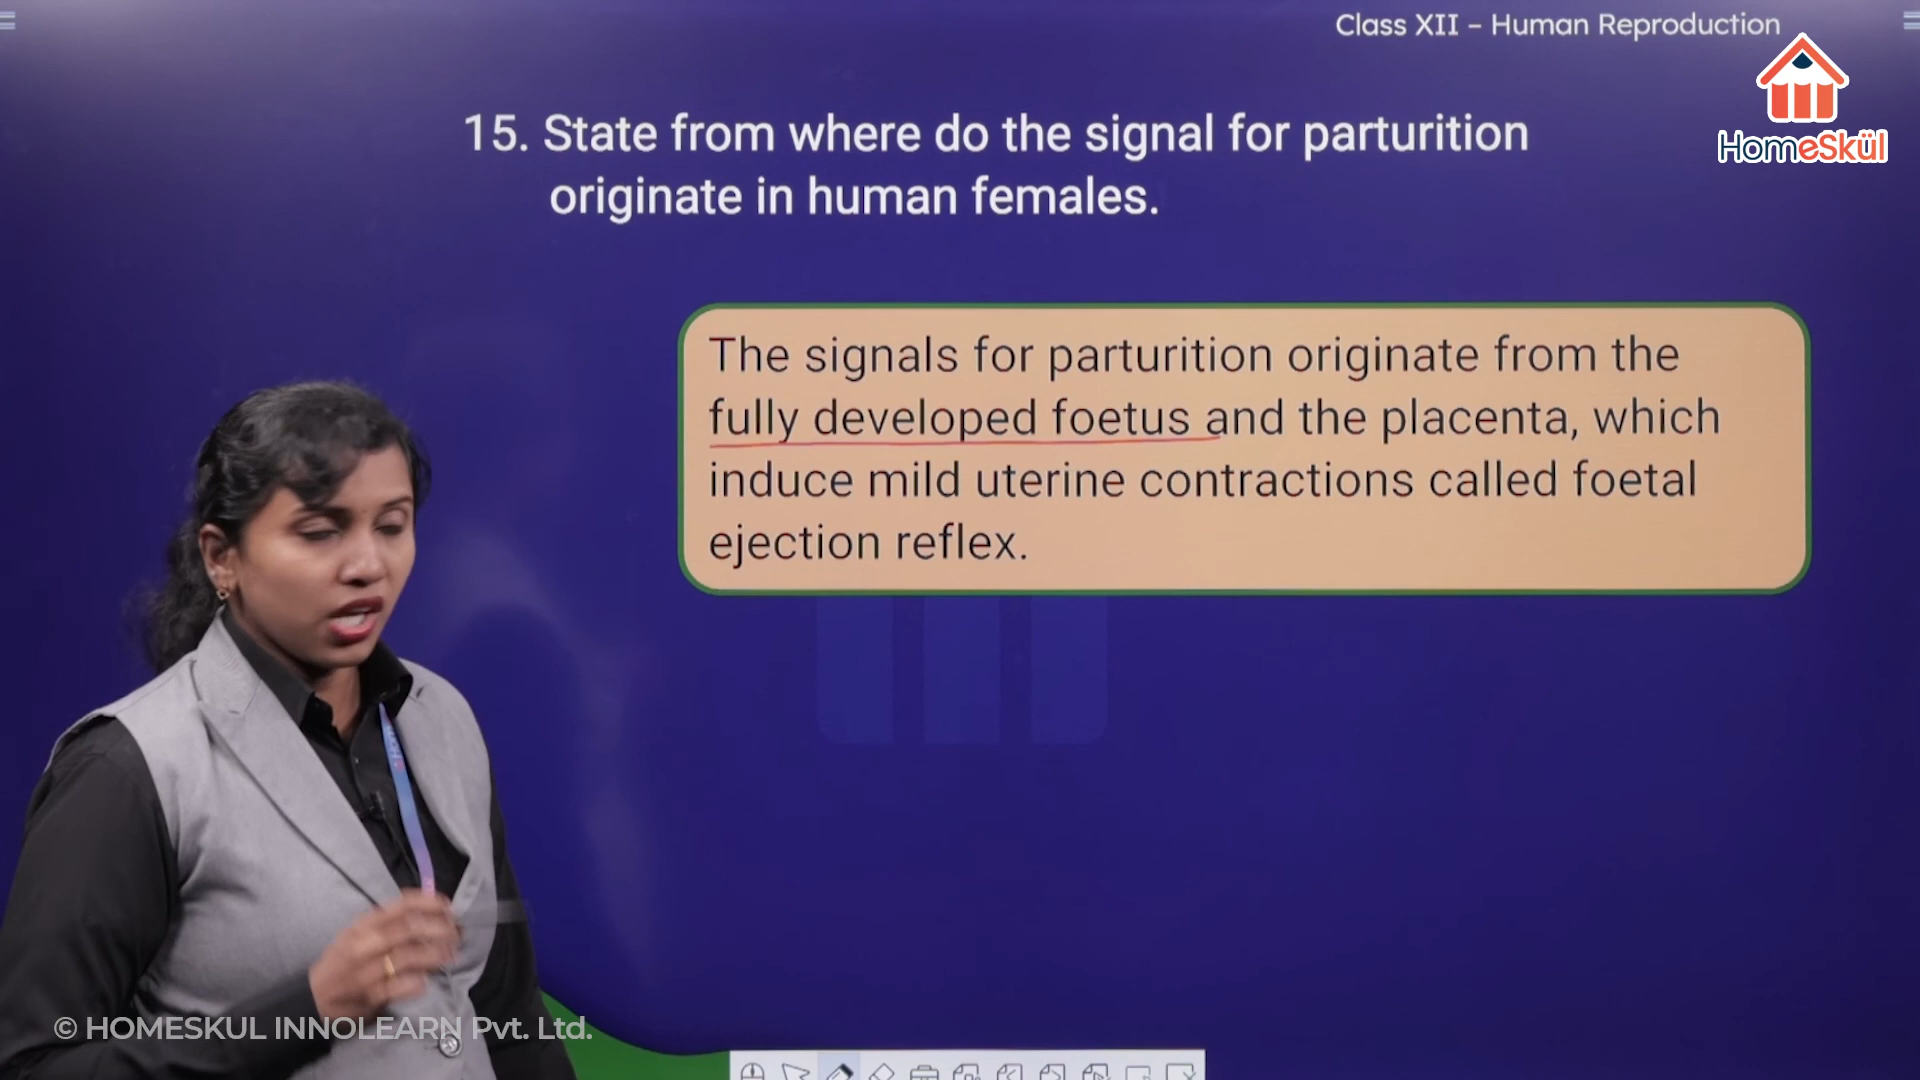 Class XII – Human Reproduction
HomeSkül
15. State from where do the signal for parturition
originate in human females.
The signals for parturition originate from the
fully developed foetus and the placenta, which
induce mild uterine contractions called foetal
ejection reflex.
© HOMESKUL INNOLEARN Pvt. Ltd.